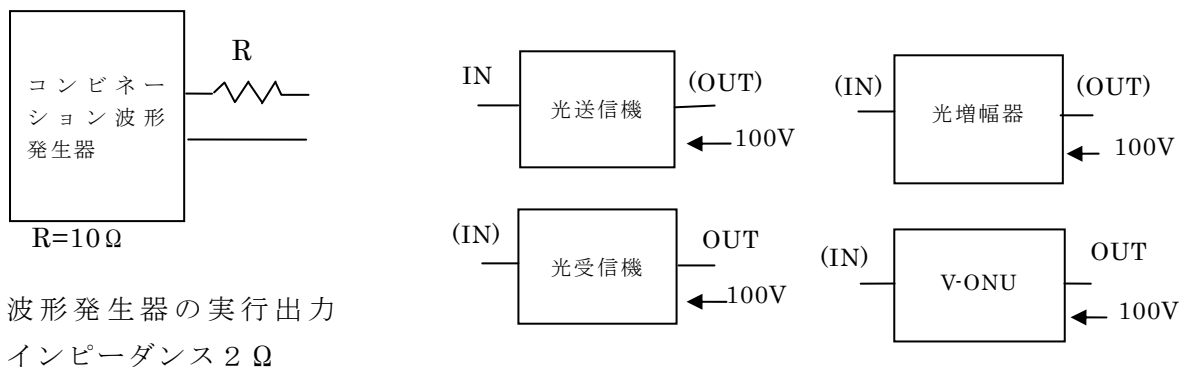 コンビネー
ション波形
発生器
R
R=10Ω
波形発生器の実行出力
インピーダンス2Ω
IN
光送信機
(OUT)
100V
(IN)
光増幅器
(OUT)
100V
(IN)
光受信機
OUT
100V
(IN)
V-ONU
OUT
100V